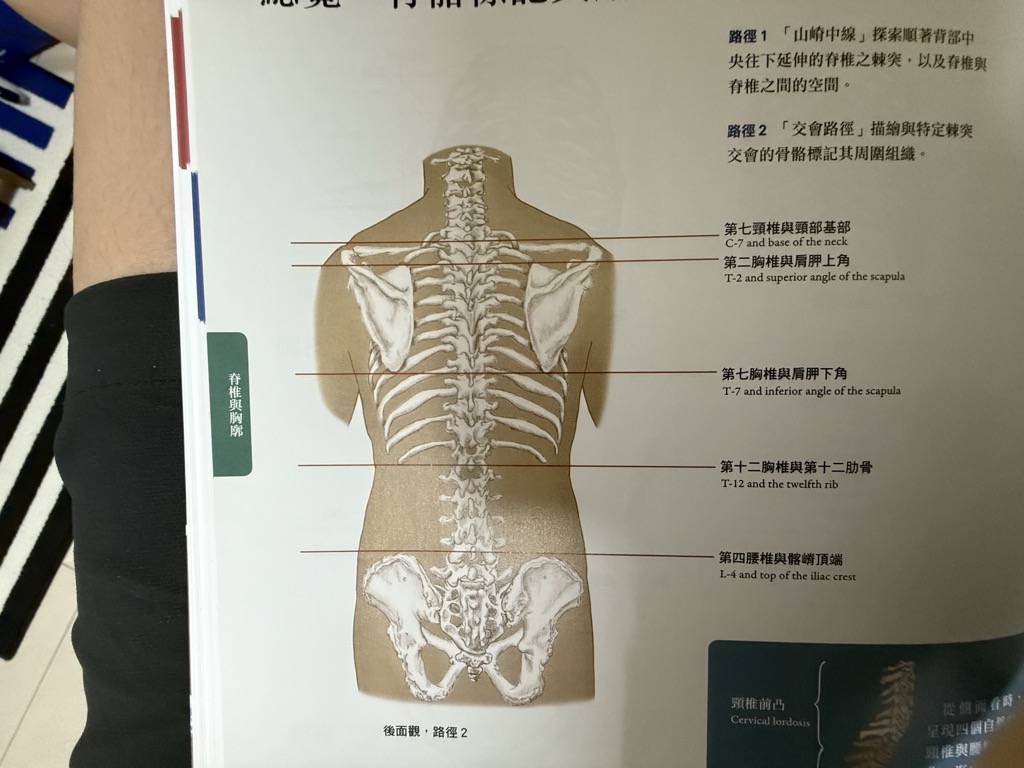 路徑 1 「山崎中線」探索順著背部中
央往下延伸的脊椎之棘突，以及脊椎與
脊椎之間的空間。
路徑 2 「交會路徑」描繪與特定棘突
交會的骨骼標記其周圍組織。
第七頸椎與頸部基部
C-7 and base of the neck
第二胸椎與肩胛上角
T-2 and superior angle of the scapula
第七胸椎與肩胛下角
T-7 and inferior angle of the scapula
第十二胸椎與第十二肋骨
T-12 and the twelfth rib
第四腰椎與髂嵴頂端
L-4 and top of the iliac crest
脊椎與胸廓
後面觀，路徑 2
頸椎前凸
Cervical lordosis
從側面看時，
呈現四個自
頸椎與腰